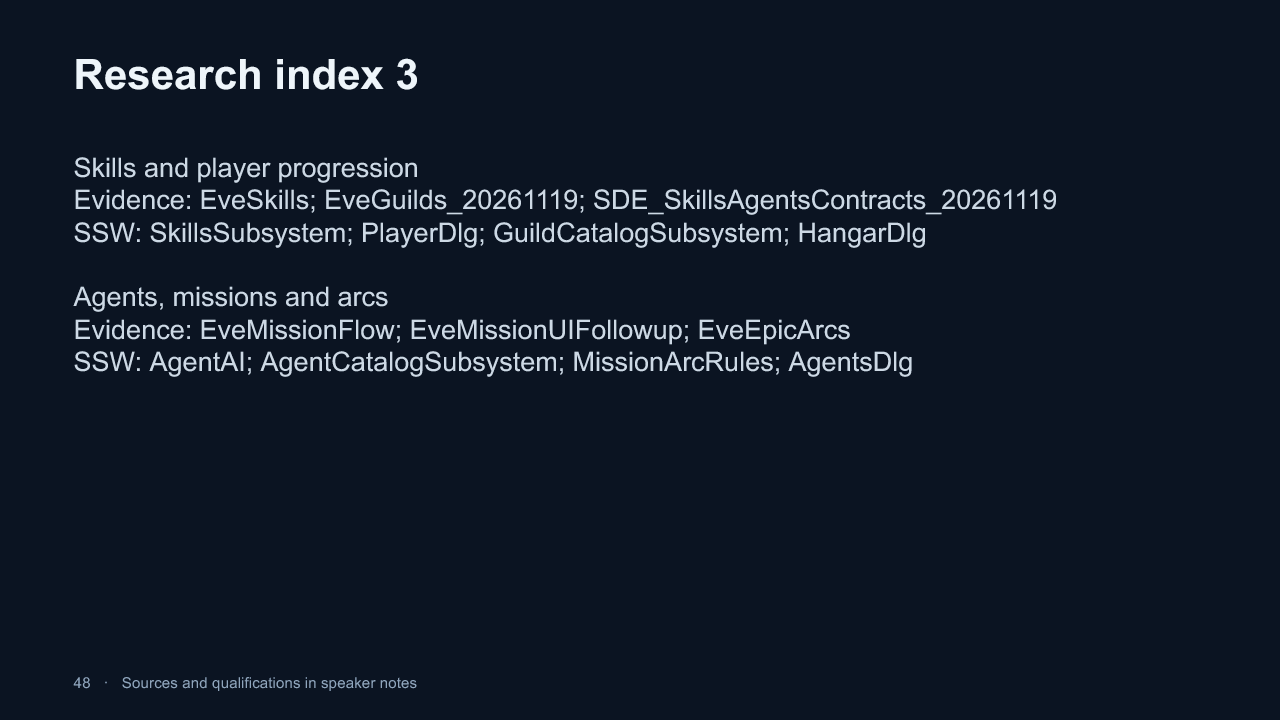 Research index 3
Skills and player progression
Evidence: EveSkills; EveGuilds_20261119; SDE_SkillsAgentsContracts_20261119
SSW: SkillsSubsystem; PlayerDlg; GuildCatalogSubsystem; HangarDlg
Agents, missions and arcs
Evidence: EveMissionFlow; EveMissionUIFollowup; EveEpicArcs
SSW: AgentAI; AgentCatalogSubsystem; MissionArcRules; AgentsDlg
48 · Sources and qualifications in speaker notes